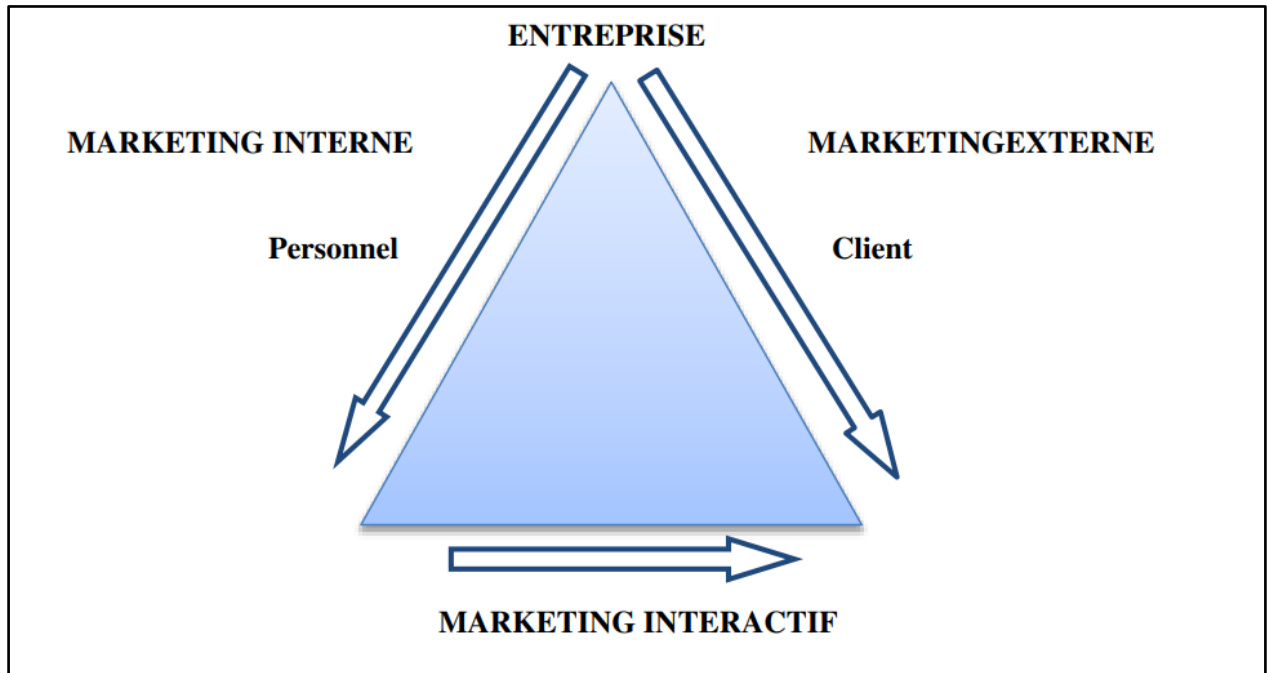 ENTREPRISE
MARKETING INTERNE
MARKETINGEXTERNE
Personnel
Client
MARKETING INTERACTIF